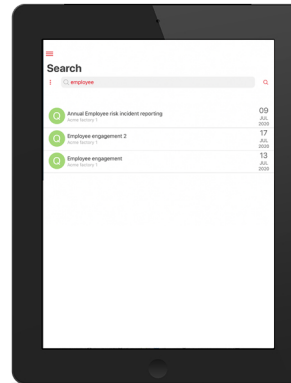 Search
employee
Q
Annual Employee risk incident reporting
Acme factory 1
09
JUL
2020
Q
Employee engagement 2
Acme factory 1
17
JUL
2020
Q
Employee engagement
Acme factory 1
13
JUL
2020